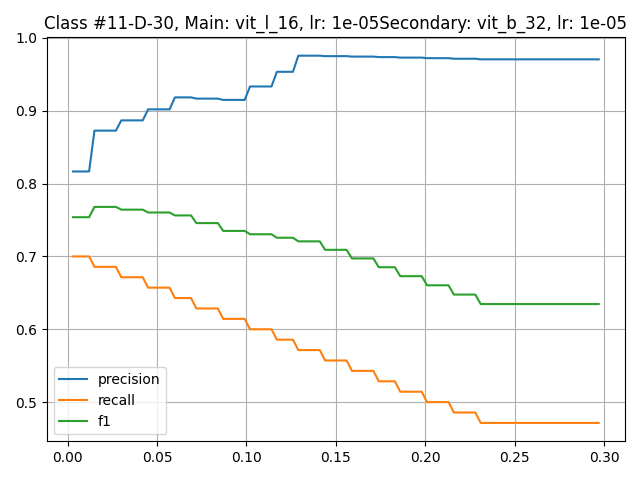 Class #11-D-30, Main: vit_l_16, lr: 1e-05Secondary: vit_b_32, lr: 1e-05
1.0
0.9
0.8
0.7
0.6
0.5
precision
recall
f1
0.00 0.05 0.10 0.15 0.20 0.25 0.30